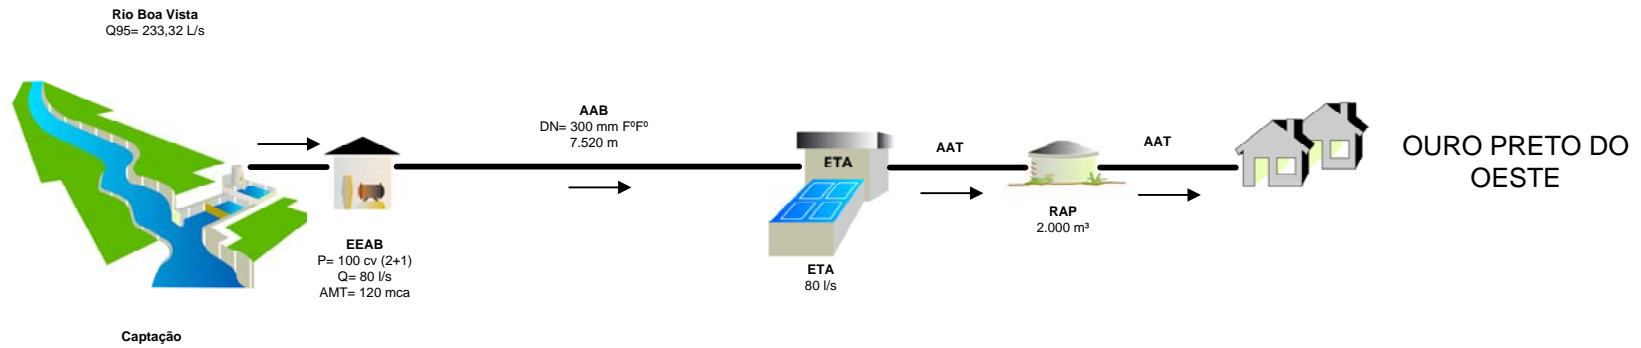 Rio Boa Vista
Q95= 233,32 L/s
AAB
DN= 300 mm FºFº
7.520 m
ETA
AAT
AAT
OURO PRETO DO
OESTE
RAP
2.000 m³
EEAB
P= 100 cv (2+1)
Q= 80 l/s
AMT= 120 mca
ETA
80 l/s
Captação